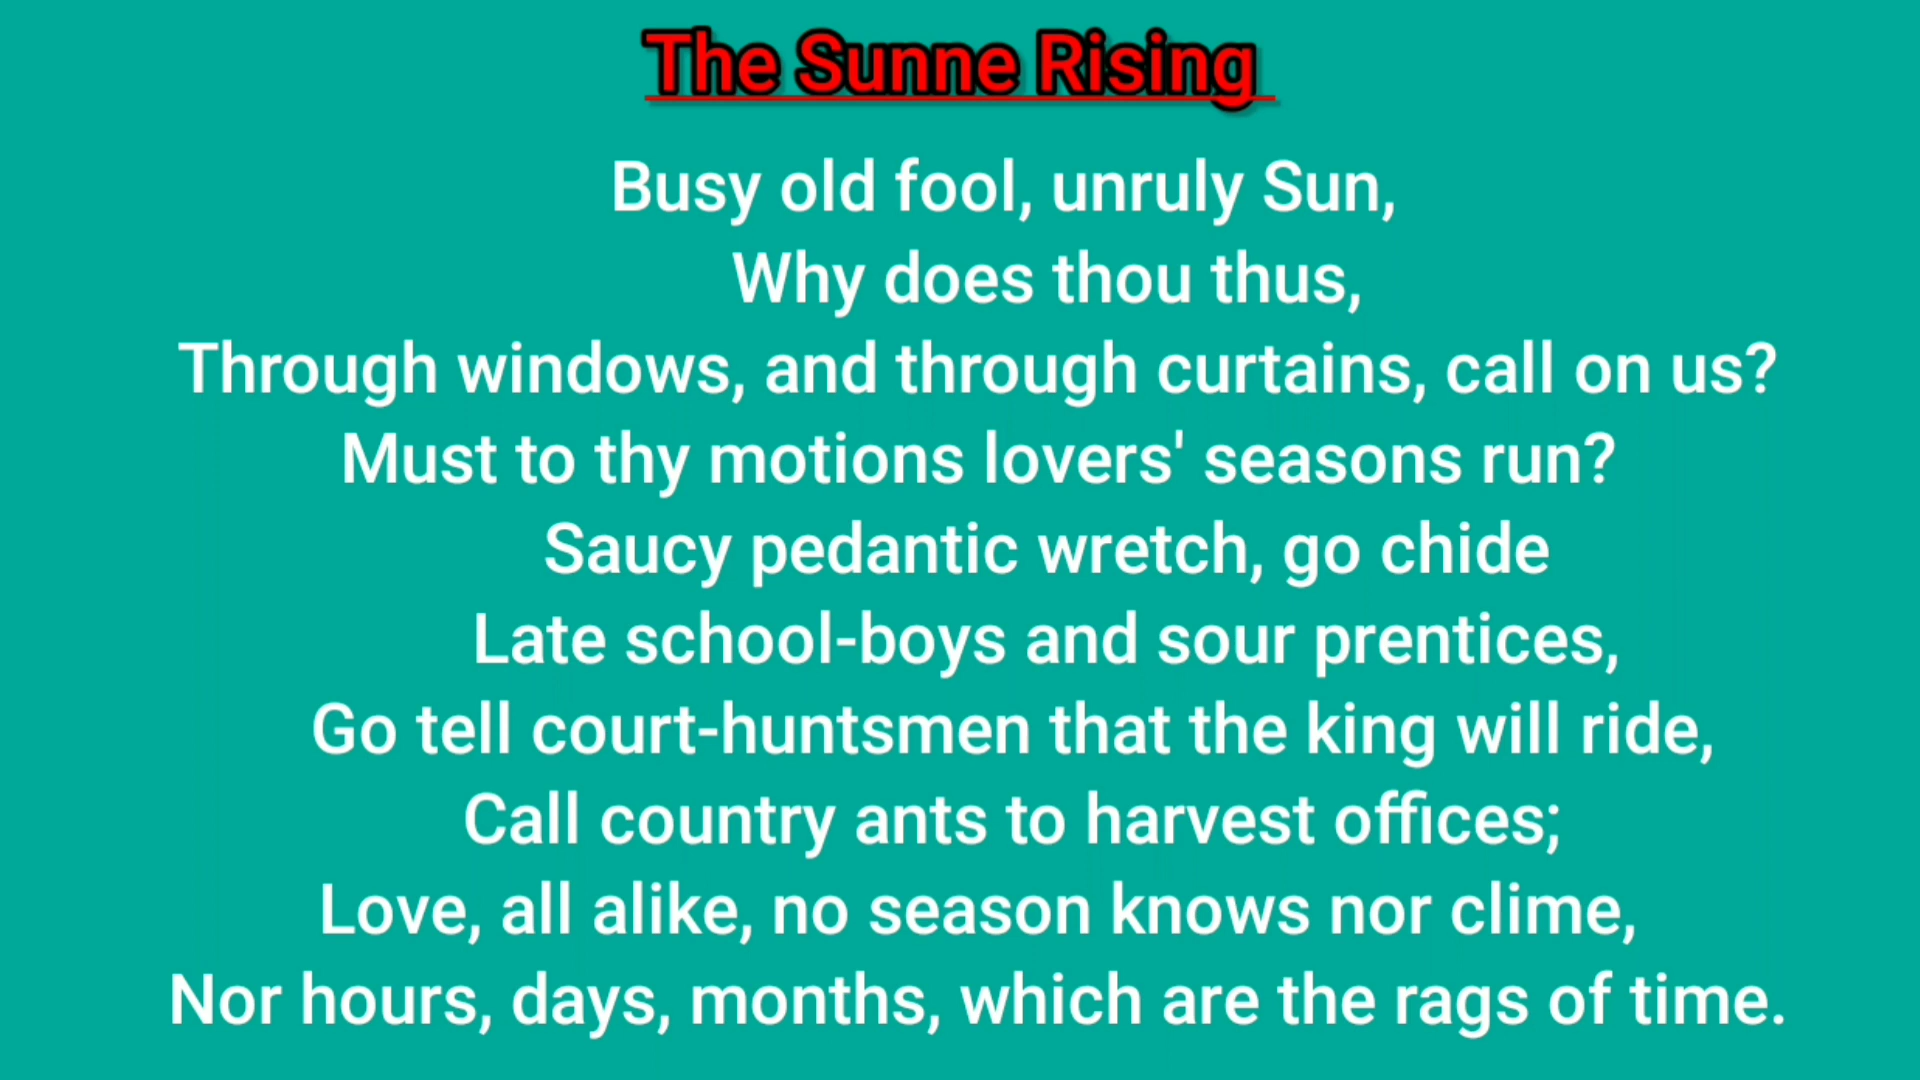 The Sunne Rising
Busy old fool, unruly Sun,
Why does thou thus,
Through windows, and through curtains, call on us?
Must to thy motions lovers' seasons run?
Saucy pedantic wretch, go chide
Late school-boys and sour prentices,
Go tell court-huntsmen that the king will ride,
Call country ants to harvest offices;
Love, all alike, no season knows nor clime,
Nor hours, days, months, which are the rags of time.